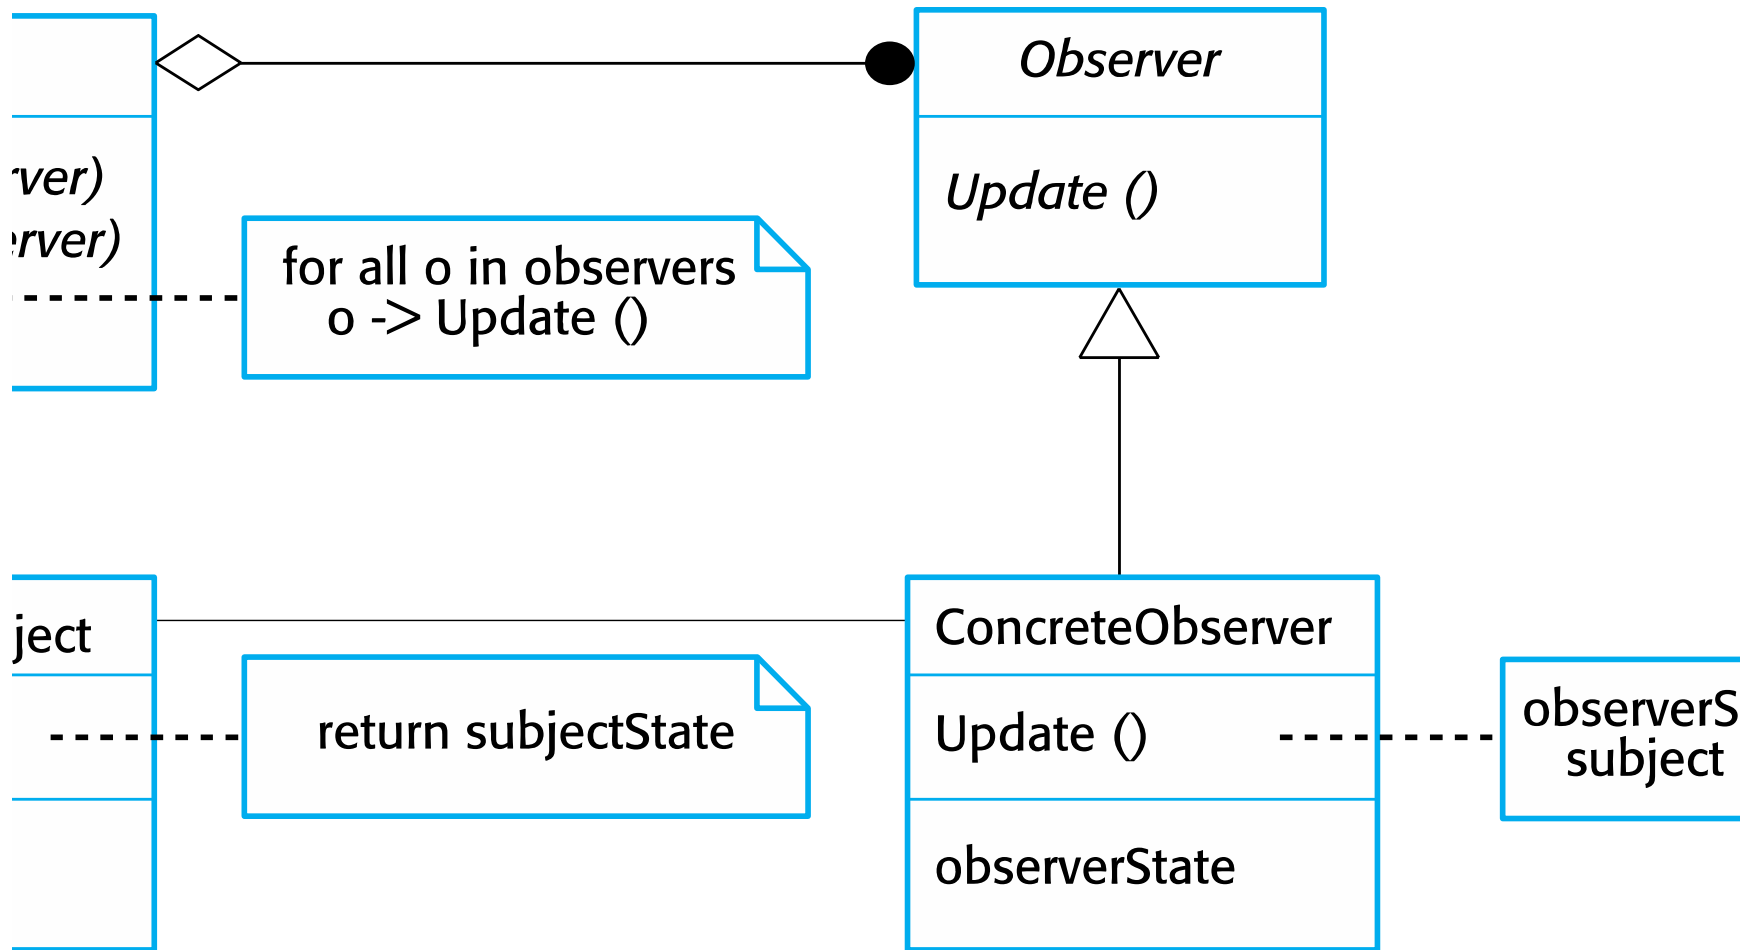 Observer
rver)
erver)
Update ()
for all o in observers
o -> Update ()
ject
ConcreteObserver
return subjectState
Update ()
observerS
subject
observerState